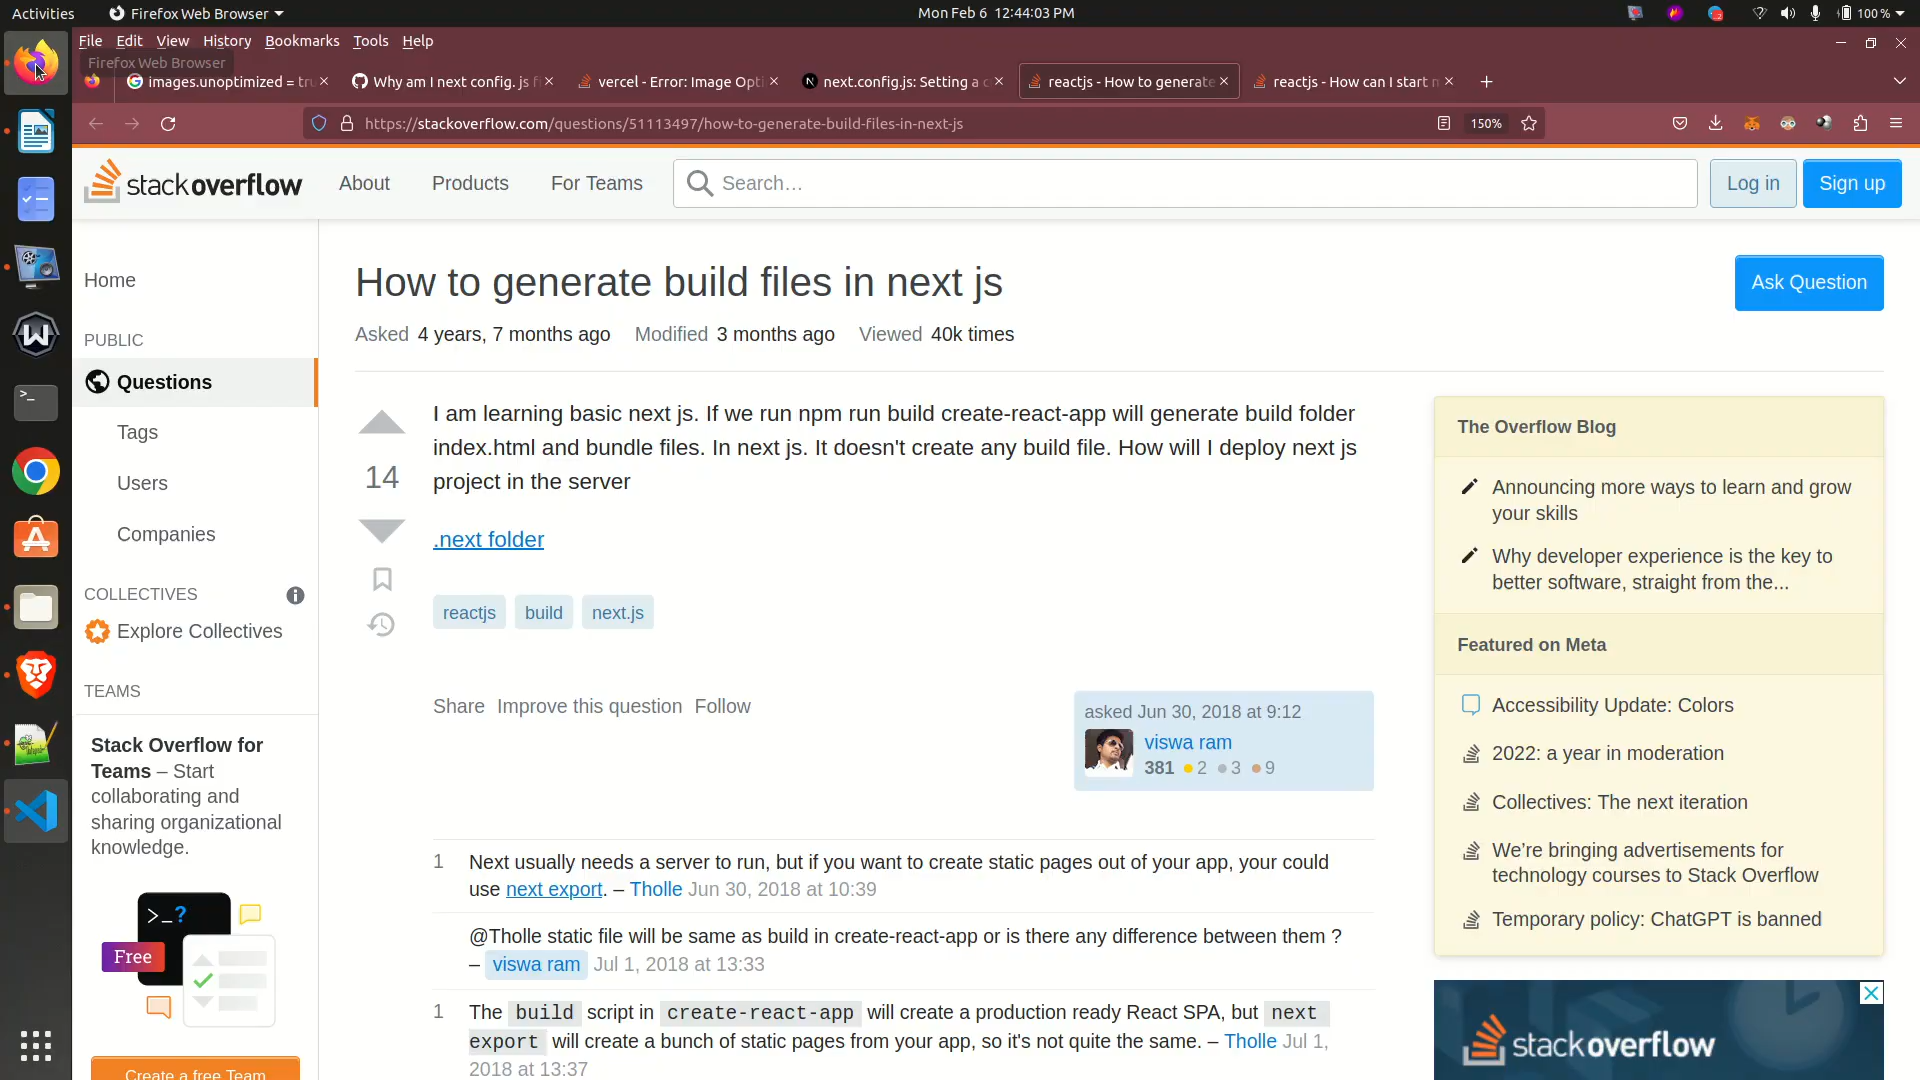 Activities
Firefox Web Browser
Mon Feb 6 12:44:03 PM
100 %
File Edit View History Bookmarks Tools Help
Firefox Web Browser
images.unoptimized = tru
Why am I next config. js fi
vercel - Error: Image Opti
next.config.js: Setting a c
reactjs - How to generate
reactjs - How can I start n
https://stackoverflow.com/questions/51113497/how-to-generate-build-files-in-next-js
150%
stackoverflow
About
Products
For Teams
Search…
Log in
Sign up
Home
PUBLIC
Questions
Tags
Users
Companies
COLLECTIVES
Explore Collectives
TEAMS
Stack Overflow for
Teams – Start
collaborating and
sharing organizational
knowledge.
>_?
Free
Create a free Team
How to generate build files in next js
Ask Question
Asked 4 years, 7 months ago Modified 3 months ago Viewed 40k times
14
I am learning basic next js. If we run npm run build create-react-app will generate build folder
index.html and bundle files. In next js. It doesn't create any build file. How will I deploy next js
project in the server
.next folder
reactjs build next.js
Share Improve this question Follow
asked Jun 30, 2018 at 9:12
viswa ram
381 2 3 9
1 Next usually needs a server to run, but if you want to create static pages out of your app, your could
use next export. – Tholle Jun 30, 2018 at 10:39
@Tholle static file will be same as build in create-react-app or is there any difference between them ?
– viswa ram Jul 1, 2018 at 13:33
1 The build script in create-react-app will create a production ready React SPA, but next
export will create a bunch of static pages from your app, so it's not quite the same. – Tholle Jul 1,
2018 at 13:37
The Overflow Blog
Announcing more ways to learn and grow
your skills
Why developer experience is the key to
better software, straight from the...
Featured on Meta
Accessibility Update: Colors
2022: a year in moderation
Collectives: The next iteration
We’re bringing advertisements for
technology courses to Stack Overflow
Temporary policy: ChatGPT is banned
stackoverflow